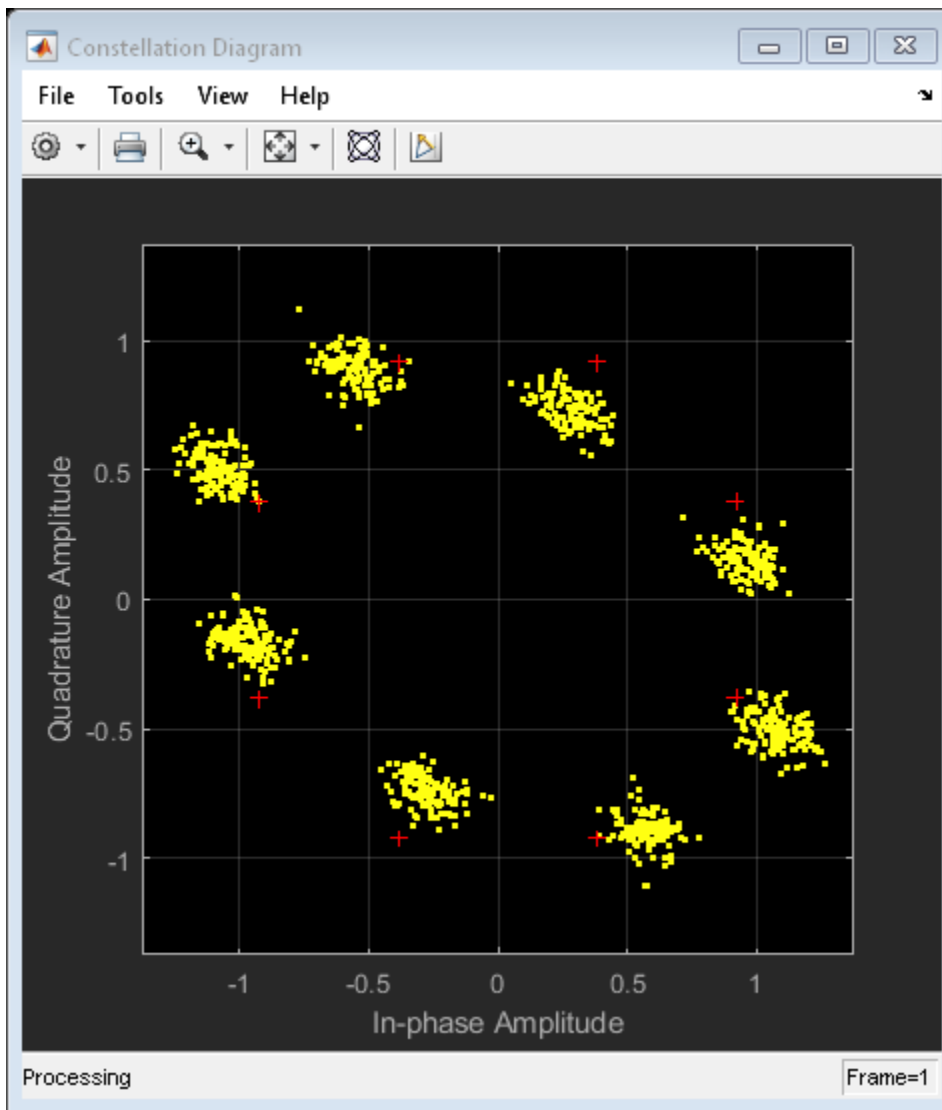 Constellation Diagram
File Tools View Help
1
0.5
0
-0.5
-1
Quadrature Amplitude
-1 -0.5 0 0.5 1
In-phase Amplitude
Processing Frame=1